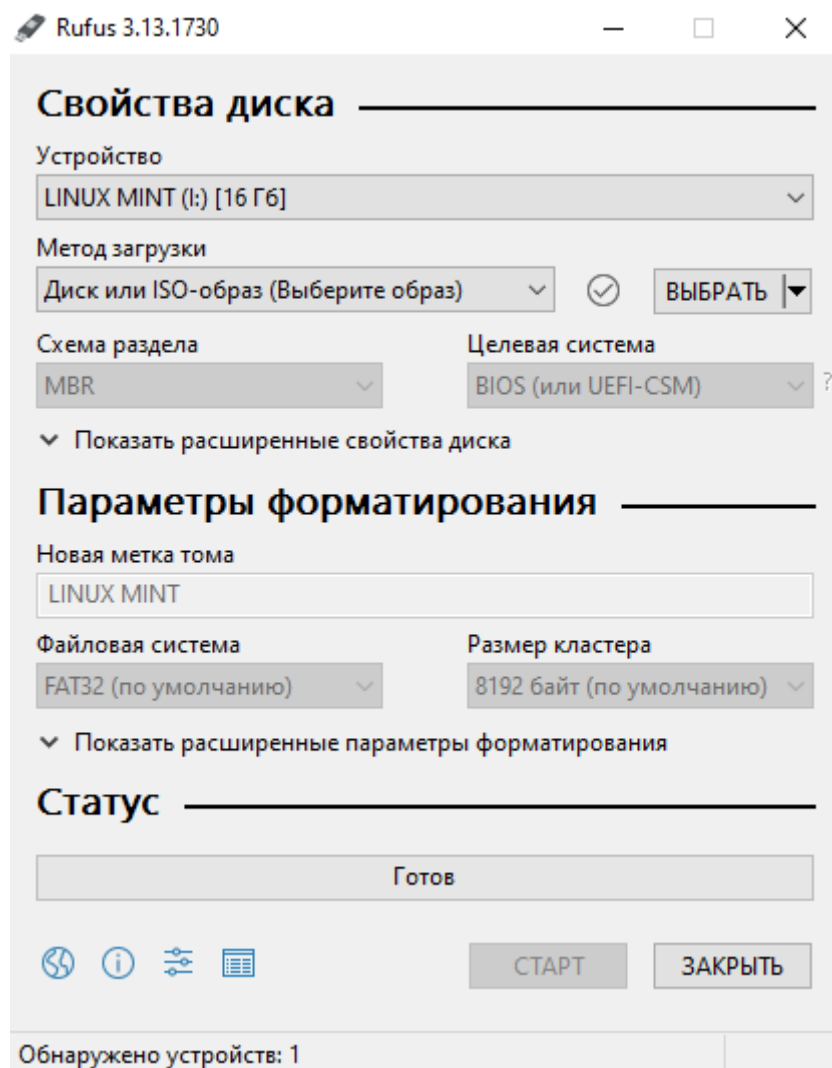 Rufus 3.13.1730
Свойства диска
Устройство
LINUX MINT (I:) [16 Гб]
Метод загрузки
Диск или ISO-образ (Выберите образ)
ВЫБРАТЬ
Схема раздела
Целевая система
MBR
BIOS (или UEFI-CSM)
?
Показать расширенные свойства диска
Параметры форматирования
Новая метка тома
LINUX MINT
Файловая система
Размер кластера
FAT32 (по умолчанию)
8192 байт (по умолчанию)
Показать расширенные параметры форматирования
Статус
Готов
СТАРТ
ЗАКРЫТЬ
Обнаружено устройств: 1